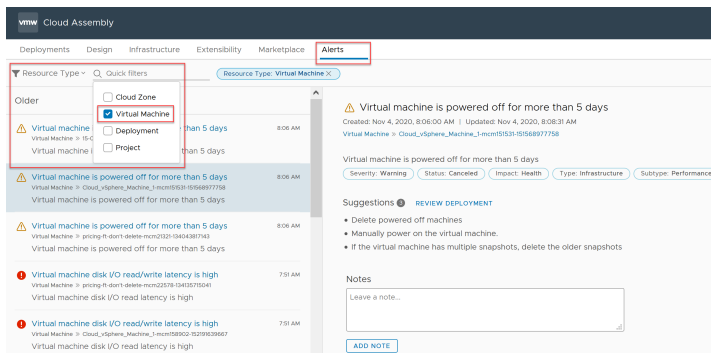 vmw Cloud Assembly
Deployments Design Infrastructure Extensibility Marketplace Alerts
Resource Type Quick filters Resource Type: Virtual Machine ×
Cloud Zone
Virtual Machine
Deployment
Project
Older
Virtual machine than 5 days 8:06 AM
Virtual Machine »
Virtual machine than 5 days
Virtual machine is powered off for more than 5 days 8:06 AM
Virtual Machine » Cloud_vSphere_Machine_1-mcm151531-151568977758
Virtual machine is powered off for more than 5 days
Virtual machine is powered off for more than 5 days 8:06 AM
Virtual Machine » pricing-ft-don't-delete-mcm21321-134043817143
Virtual machine is powered off for more than 5 days
Virtual machine disk I/O read/write latency is high 7:51 AM
Virtual Machine » pricing-ft-don't-delete-mcm22578-134135715041
Virtual machine disk I/O read latency is high
Virtual machine disk I/O read/write latency is high 7:51 AM
Virtual Machine » Cloud_vSphere_Machine_1-mcm158902-152191639667
Virtual machine disk I/O read latency is high
Virtual machine is powered off for more than 5 days
Created: Nov 4, 2020, 8:06:00 AM | Updated: Nov 4, 2020, 8:08:31 AM
Virtual Machine » Cloud_vSphere_Machine_1-mcm151531-151568977758
Virtual machine is powered off for more than 5 days
Severity: Warning Status: Canceled Impact: Health Type: Infrastructure Subtype: Performance
Suggestions 3 REVIEW DEPLOYMENT
• Delete powered off machines
• Manually power on the virtual machine.
• If the virtual machine has multiple snapshots, delete the older snapshots
Notes
Leave a note...
ADD NOTE